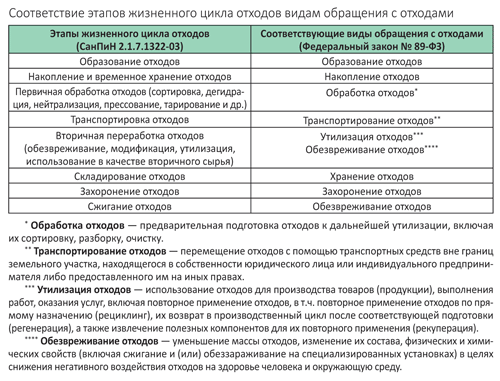 Соответствие этапов жизненного цикла отходов видам обращения с отходами
Этапы жизненного цикла отходов
(СанПиН 2.1.7.1322-03)
Соответствующие виды обращения с отходами
(Федеральный закон № 89-ФЗ)
Образование отходов
Образование отходов
Накопление и временное хранение отходов
Накопление отходов
Первичная обработка отходов (сортировка, дегидра-
ция, нейтрализация, прессование, тарирование и др.)
Обработка отходов*
Транспортировка отходов
Транспортирование отходов**
Вторичная переработка отходов
(обезвреживание, модификация, утилизация,
использование в качестве вторичного сырья)
Утилизация отходов***
Обезвреживание отходов****
Складирование отходов
Хранение отходов
Захоронение отходов
Захоронение отходов
Сжигание отходов
Обезвреживание отходов
* Обработка отходов — предварительная подготовка отходов к дальнейшей утилизации, включая
их сортировку, разборку, очистку.
** Транспортирование отходов — перемещение отходов с помощью транспортных средств вне границ
земельного участка, находящегося в собственности юридического лица или индивидуального предприни-
мателя либо предоставленного им на иных правах.
*** Утилизация отходов — использование отходов для производства товаров (продукции), выполнения
работ, оказания услуг, включая повторное применение отходов, в т.ч. повторное применение отходов по пря-
мому назначению (рециклинг), их возврат в производственный цикл после соответствующей подготовки
(регенерация), а также извлечение полезных компонентов для их повторного применения (рекуперация).
**** Обезвреживание отходов — уменьшение массы отходов, изменение их состава, физических и хими-
ческих свойств (включая сжигание и (или) обеззараживание на специализированных установках) в целях
снижения негативного воздействия отходов на здоровье человека и окружающую среду.